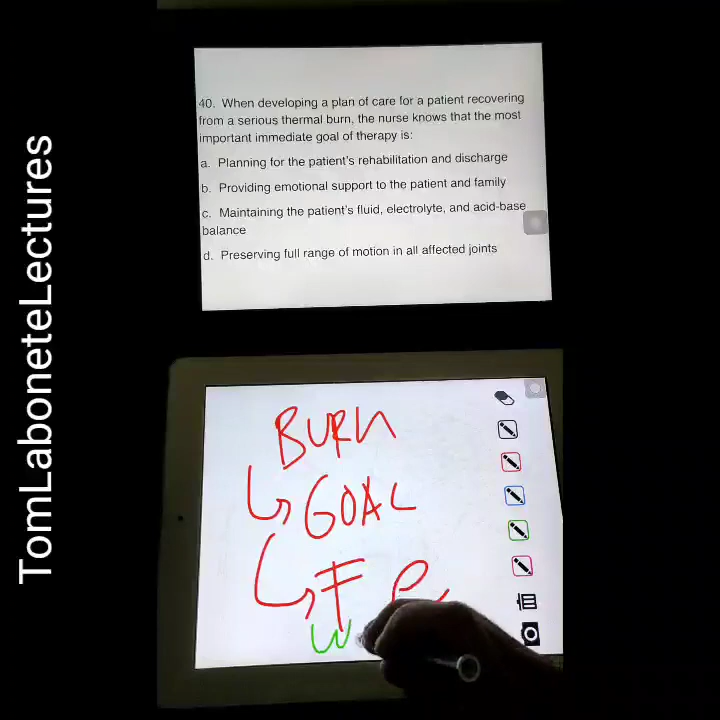 TomLaboneteLectures
40. When developing a plan of care for a patient recovering
from a serious thermal burn, the nurse knows that the most
important immediate goal of therapy is:
a. Planning for the patient's rehabilitation and discharge
b. Providing emotional support to the patient and family
c. Maintaining the patient's fluid, electrolyte, and acid-base
balance
d. Preserving full range of motion in all affected joints
BURN
GOAL
F e
W